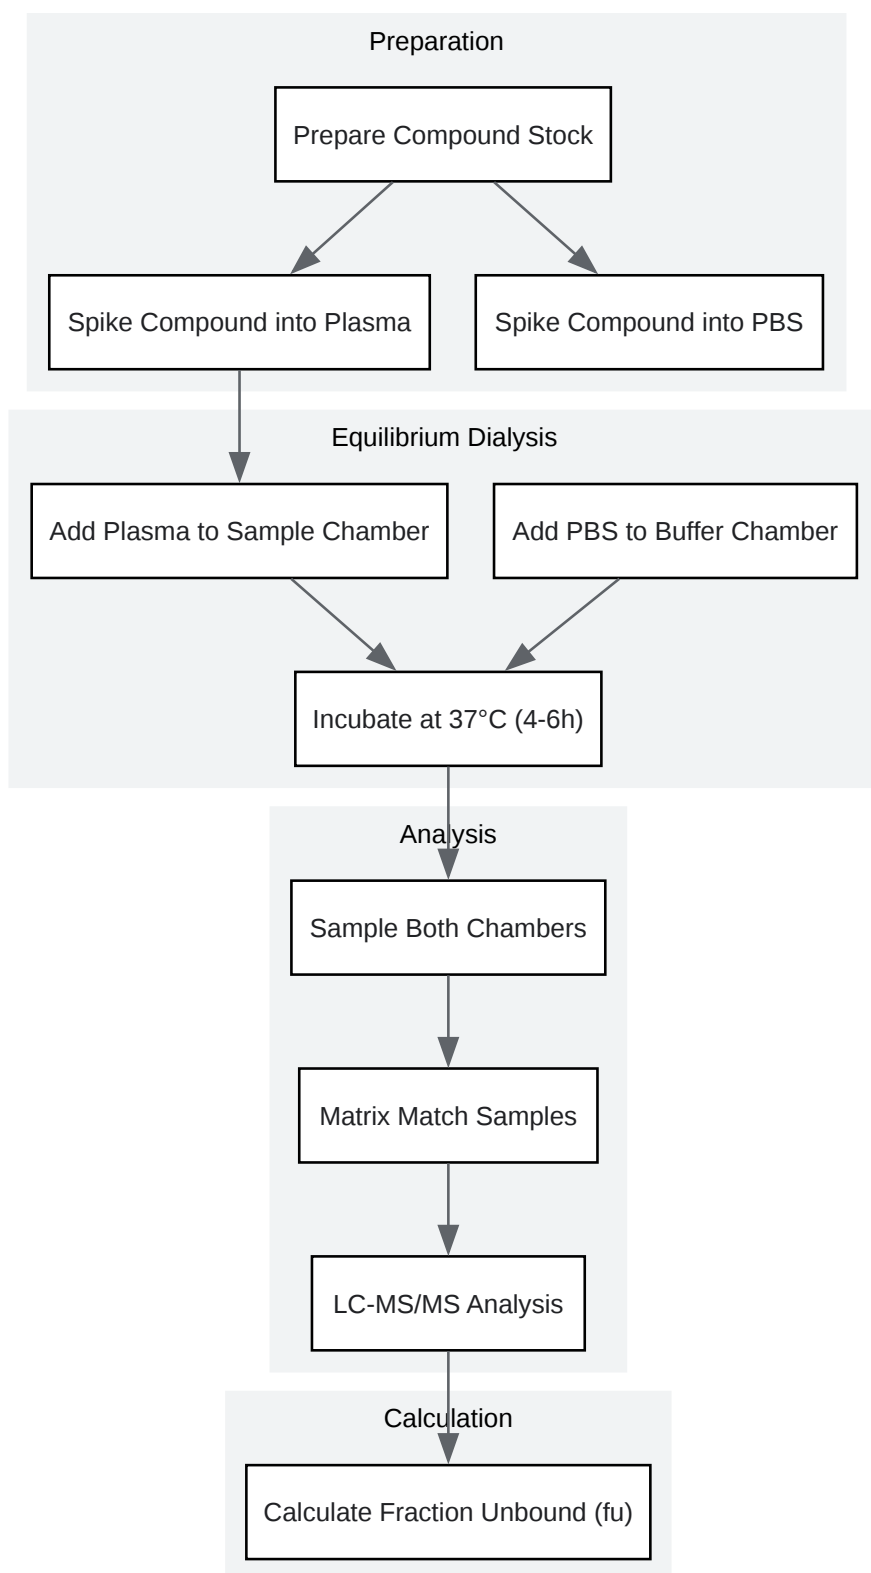 Preparation
Prepare Compound Stock
Spike Compound into Plasma
Spike Compound into PBS
Equilibrium Dialysis
Add Plasma to Sample Chamber
Add PBS to Buffer Chamber
Incubate at 37°C (4-6h)
Analysis
Sample Both Chambers
Matrix Match Samples
LC-MS/MS Analysis
Calculation
Calculate Fraction Unbound (fu)